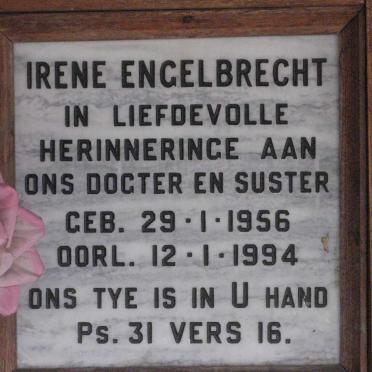 IRENE ENGELBRECHT
IN LIEFDEVOLLE
HERINNERINGE AAN
ONS DOGTER EN SUSTER
GEB. 29·1·1956
OORL. 12·1·1994
ONS TYE IS IN U HAND
Ps. 31 VERS 16.